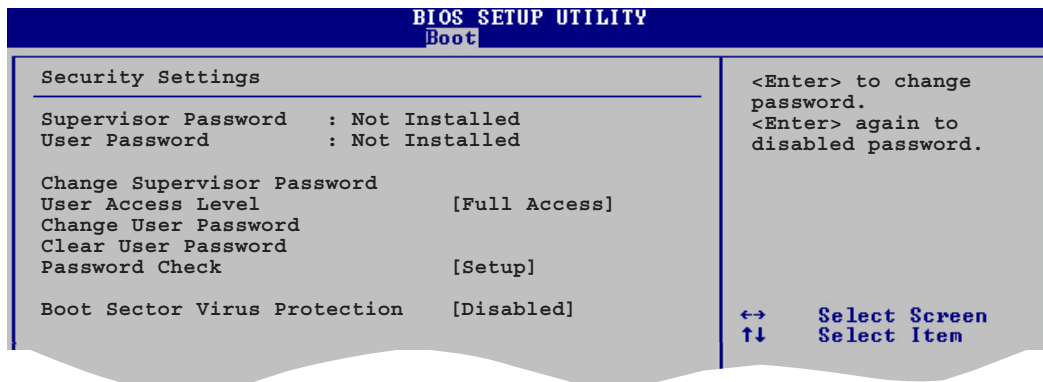 BIOS SETUP UTILITY
Boot
Security Settings
Supervisor Password : Not Installed
User Password : Not Installed
Change Supervisor Password
User Access Level [Full Access]
Change User Password
Clear User Password
Password Check [Setup]
Boot Sector Virus Protection [Disabled]
<Enter> to change
password.
<Enter> again to
disabled password.
↔ Select Screen
↑↓ Select Item